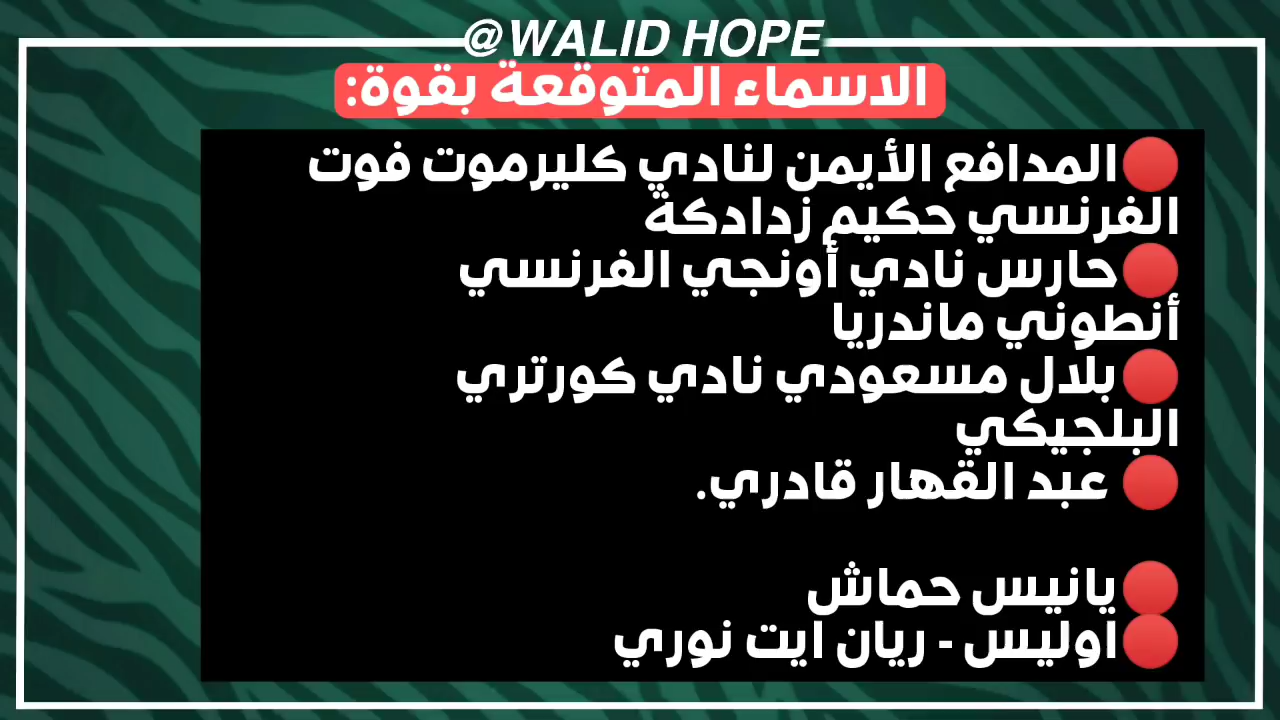 @WALID HOPE
الاسماء المتوقعة بقوة:
🔴المدافع الأيمن لنادي كليرموت فوت
الفرنسي حكيم زدادكة
🔴حارس نادي أونجي الفرنسي
أنطوني ماندريا
🔴بلال مسعودي نادي كورتري
البلجيكي
🔴 عبد القهار قادري.
🔴يانيس حماش
🔴اوليس - ريان ايت نوري